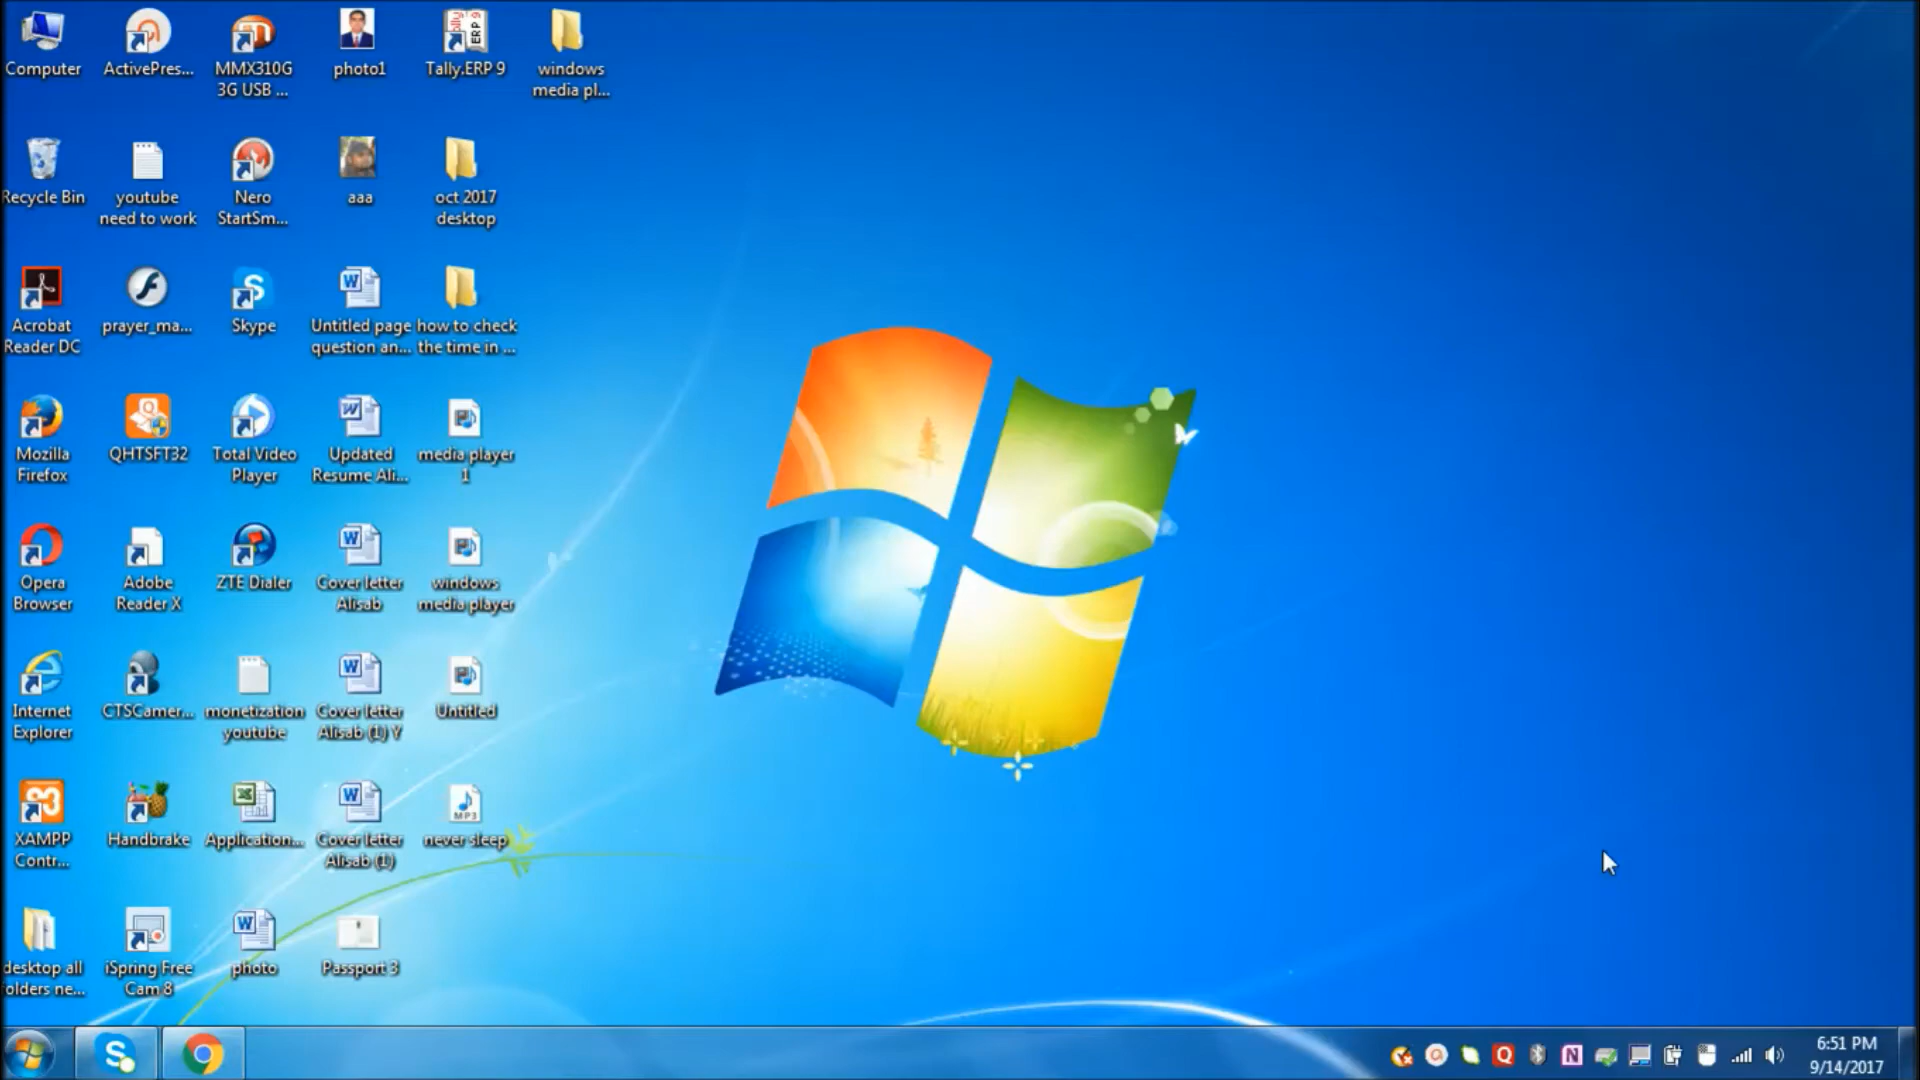 Computer
ActivePres...
MMX310G
3G USB ...
photo1
Tally.ERP 9
windows
media pl...
Recycle Bin
youtube
need to work
Nero
StartSm...
aaa
oct 2017
desktop
Acrobat
Reader DC
prayer_ma...
Skype
Untitled page
question an...
how to check
the time in ...
Mozilla
Firefox
QHTSFT32
Total Video
Player
Updated
Resume Ali...
media player
1
Opera
Browser
Adobe
Reader X
ZTE Dialer
Cover letter
Alisab
windows
media player
Internet
Explorer
CTSCamer...
monetization
youtube
Cover letter
Alisab (1) Y
Untitled
XAMPP
Contr...
Handbrake
Application...
Cover letter
Alisab (1)
MP3
never sleep
desktop all
folders ne...
iSpring Free
Cam 8
photo
Passport 3
6:51 PM
9/14/2017